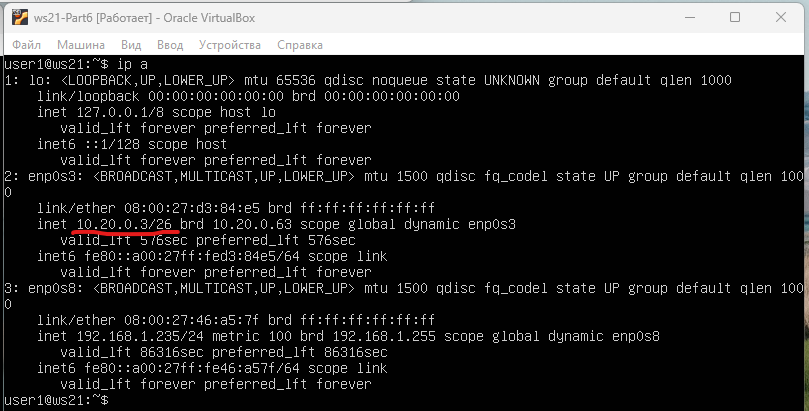 ws21-Part6 [Работает] - Oracle VirtualBox
Файл Машина Вид Ввод Устройства Справка
user1@ws21:~$ ip a
1: lo: <LOOPBACK,UP,LOWER_UP> mtu 65536 qdisc noqueue state UNKNOWN group default qlen 1000
    link/loopback 00:00:00:00:00:00 brd 00:00:00:00:00:00
    inet 127.0.0.1/8 scope host lo
       valid_lft forever preferred_lft forever
    inet6 ::1/128 scope host
       valid_lft forever preferred_lft forever
2: enp0s3: <BROADCAST,MULTICAST,UP,LOWER_UP> mtu 1500 qdisc fq_codel state UP group default qlen 100
0
    link/ether 08:00:27:d3:84:e5 brd ff:ff:ff:ff:ff:ff
    inet 10.20.0.3/26 brd 10.20.0.63 scope global dynamic enp0s3
       valid_lft 576sec preferred_lft 576sec
    inet6 fe80::a00:27ff:fed3:84e5/64 scope link
       valid_lft forever preferred_lft forever
3: enp0s8: <BROADCAST,MULTICAST,UP,LOWER_UP> mtu 1500 qdisc fq_codel state UP group default qlen 100
0
    link/ether 08:00:27:46:a5:7f brd ff:ff:ff:ff:ff:ff
    inet 192.168.1.235/24 metric 100 brd 192.168.1.255 scope global dynamic enp0s8
       valid_lft 86316sec preferred_lft 86316sec
    inet6 fe80::a00:27ff:fe46:a57f/64 scope link
       valid_lft forever preferred_lft forever
user1@ws21:~$